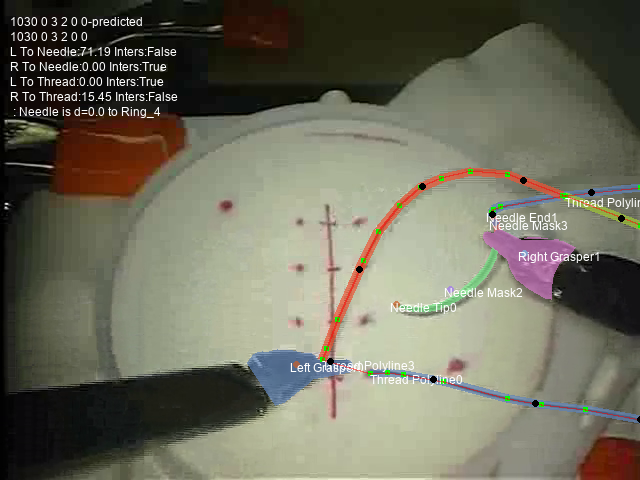 1030 0 3 2 0 0-predicted
1030 0 3 2 0 0
L To Needle:71.19 Inters:False
R To Needle:0.00 Inters:True
L To Thread:0.00 Inters:True
R To Thread:15.45 Inters:False
: Needle is d=0.0 to Ring_4
Thread Polylin
Needle End1
Needle Mask3
Right Grasper1
Needle Mask2
Needle Tip0
Left Grasper
Polyline3
Thread Polyline0